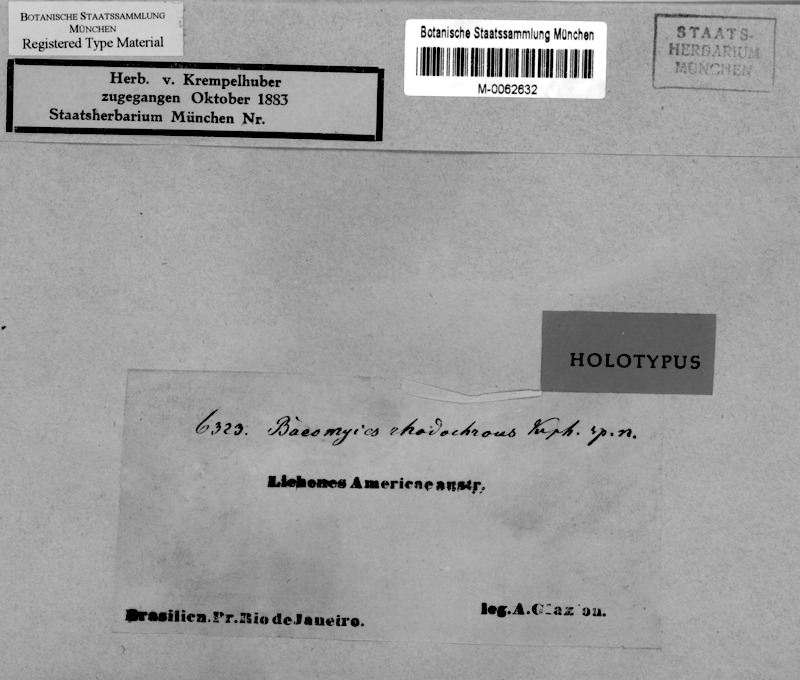 BOTANISCHE STAATSSAMMLUNG
MÜNCHEN
Registered Type Material
Herb. v. Krempelhuber
zugegangen Oktober 1883
Staatsherbarium München Nr.
Botanische Staatssammlung München
M-0062632
STAATS-
HERBARIUM
MÜNCHEN
HOLOTYPUS
6323. Baeomyces rhodochrous Krph. sp. n.
Lichenes Americae austr.
Brasilien. Pr. Rio de Janeiro.
leg. A. Glaziou.